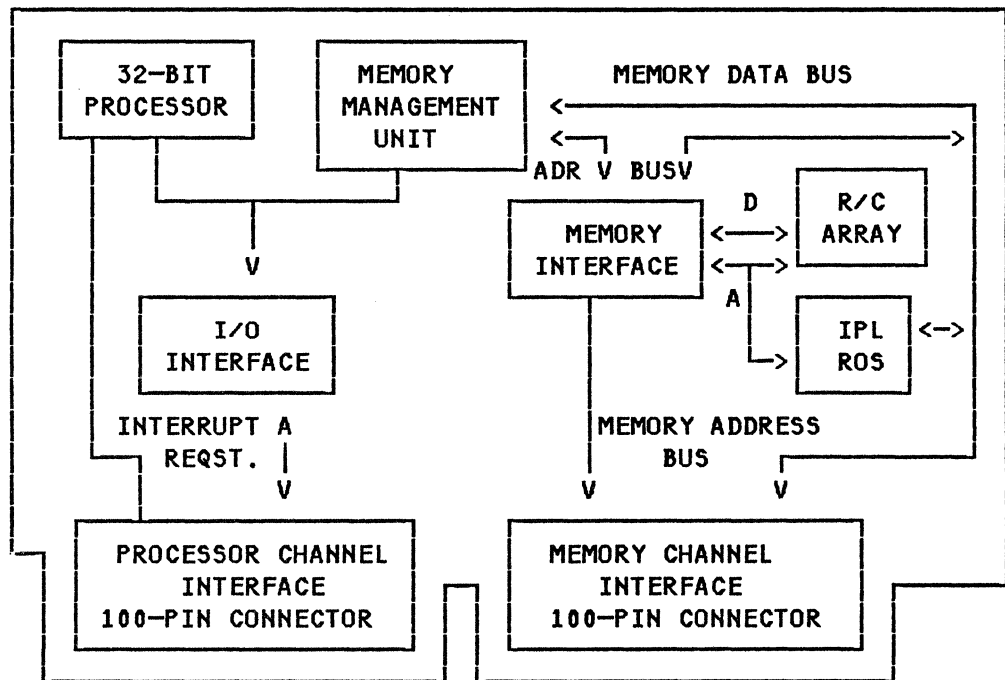 32-BIT
PROCESSOR
MEMORY
MANAGEMENT
UNIT
MEMORY DATA BUS
ADR V BUSV
D
R/C
ARRAY
MEMORY
INTERFACE
V
A
I/O
INTERFACE
IPL
ROS
INTERRUPT A
REQST.
V
MEMORY ADDRESS
BUS
V V
PROCESSOR CHANNEL
INTERFACE
100-PIN CONNECTOR
MEMORY CHANNEL
INTERFACE
100-PIN CONNECTOR